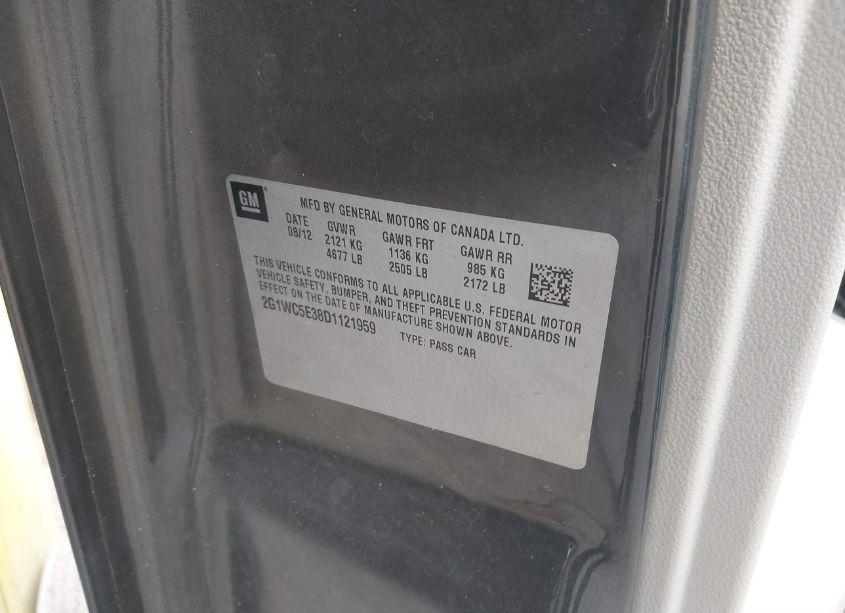 GM
MFD BY GENERAL MOTORS OF CANADA LTD.
DATE GVWR GAWR FRT GAWR RR
08/12 2121 KG 1136 KG 985 KG
4677 LB 2505 LB 2172 LB
THIS VEHICLE CONFORMS TO ALL APPLICABLE U.S. FEDERAL MOTOR
VEHICLE SAFETY, BUMPER, AND THEFT PREVENTION STANDARDS IN
EFFECT ON THE DATE OF MANUFACTURE SHOWN ABOVE.
2G1WC5E38D1121959 TYPE: PASS CAR